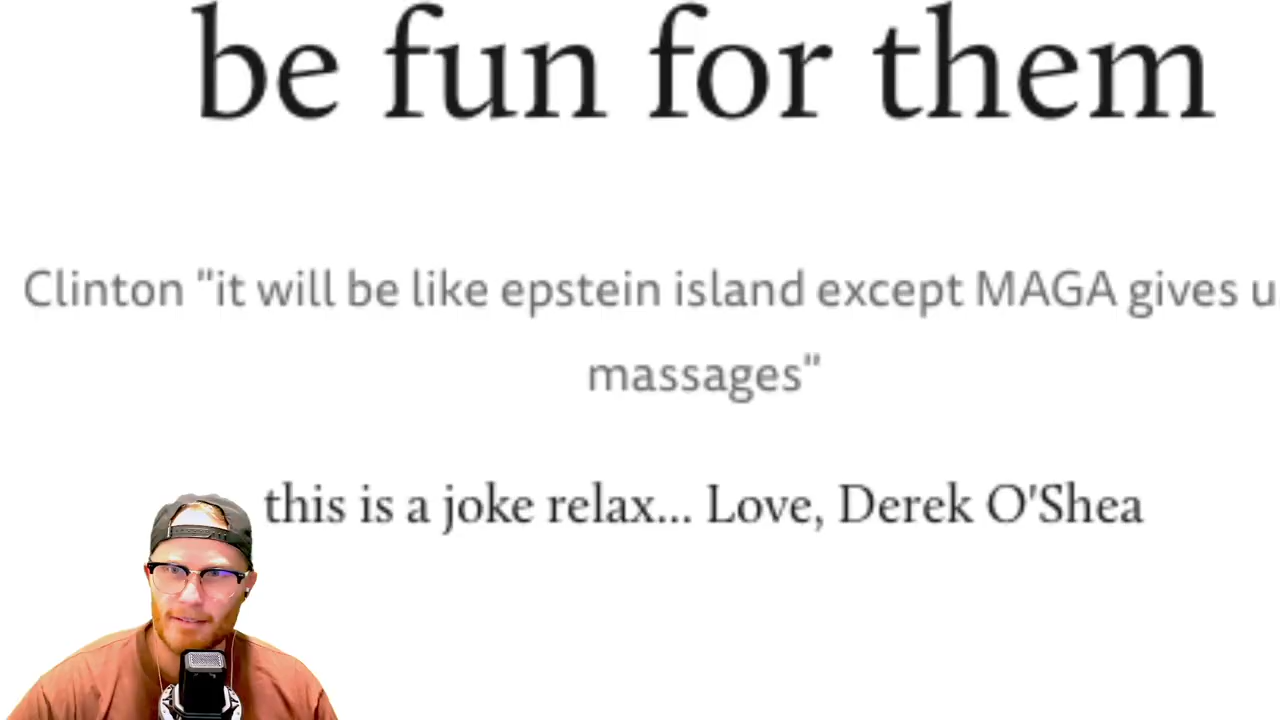 be fun for them
Clinton "it will be like epstein island except MAGA gives u
massages"
this is a joke relax... Love, Derek O'Shea